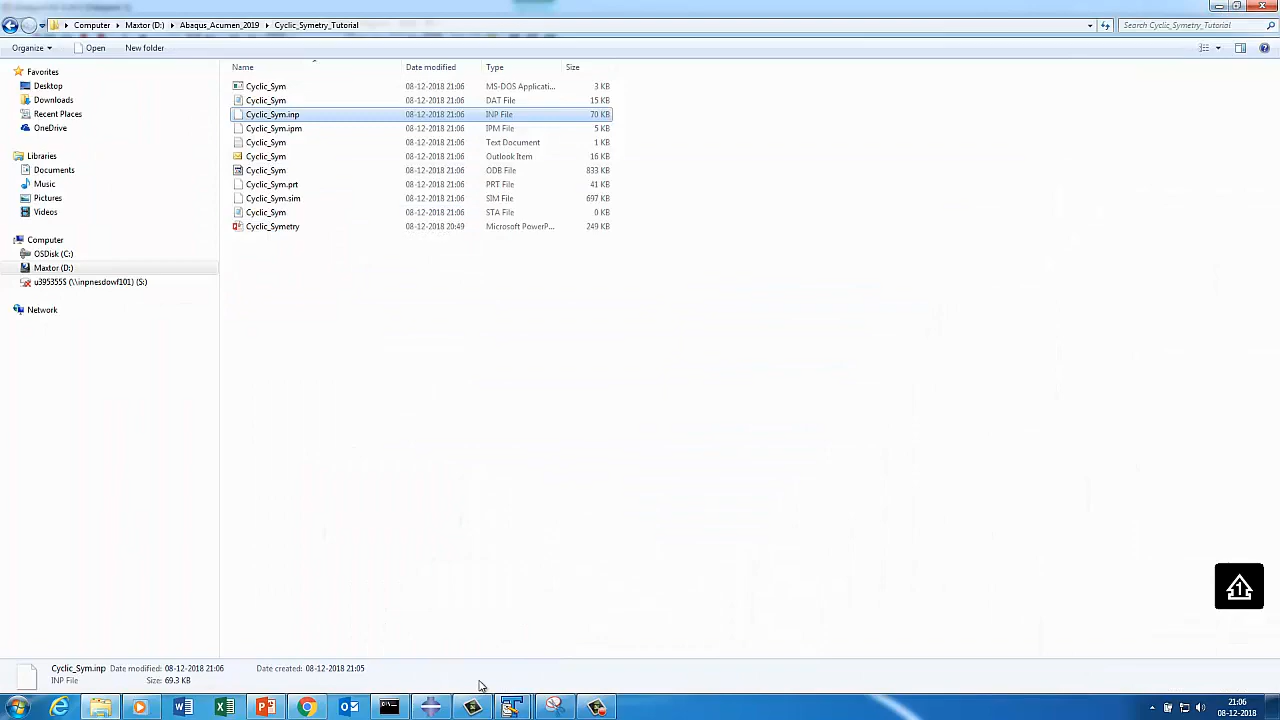 Computer ▸ Maxtor (D:) ▸ Abaqus_Acumen_2019 ▸ Cyclic_Symetry_Tutorial
Search Cyclic_Symetry_Tutorial
Organize Open New folder
Name Date modified Type Size
Favorites
Desktop
Downloads
Recent Places
OneDrive
Libraries
Documents
Music
Pictures
Videos
Computer
OSDisk (C:)
Maxtor (D:)
u395355S (\\inpnesdowf101) (S:)
Network
Cyclic_Sym 08-12-2018 21:06 MS-DOS Applicati... 3 KB
Cyclic_Sym 08-12-2018 21:06 DAT File 15 KB
Cyclic_Sym.inp 08-12-2018 21:06 INP File 70 KB
Cyclic_Sym.ipm 08-12-2018 21:06 IPM File 5 KB
Cyclic_Sym 08-12-2018 21:06 Text Document 1 KB
Cyclic_Sym 08-12-2018 21:06 Outlook Item 16 KB
Cyclic_Sym 08-12-2018 21:06 ODB File 833 KB
Cyclic_Sym.prt 08-12-2018 21:06 PRT File 41 KB
Cyclic_Sym.sim 08-12-2018 21:06 SIM File 697 KB
Cyclic_Sym 08-12-2018 21:06 STA File 0 KB
Cyclic_Symetry 08-12-2018 20:49 Microsoft PowerP... 249 KB
1
Cyclic_Sym.inp Date modified: 08-12-2018 21:06 Date created: 08-12-2018 21:05
INP File Size: 69.3 KB
21:06
08-12-2018